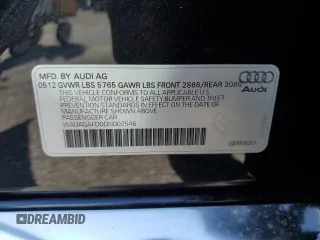 MFD. BY AUDI AG
0512 GVWR LBS 5765 GAWR LBS FRONT 2866/REAR 3086
THIS VEHICLE CONFORMS TO ALL APPLICABLE U.S.
FEDERAL MOTOR VEHICLE SAFETY BUMPER AND THEFT
PREVENTION STANDARDS IN EFFECT ON THE DATE OF
MANUFACTURE SHOWN ABOVE
PASSENGER CAR
Audi
GERMANY
DREAMBID